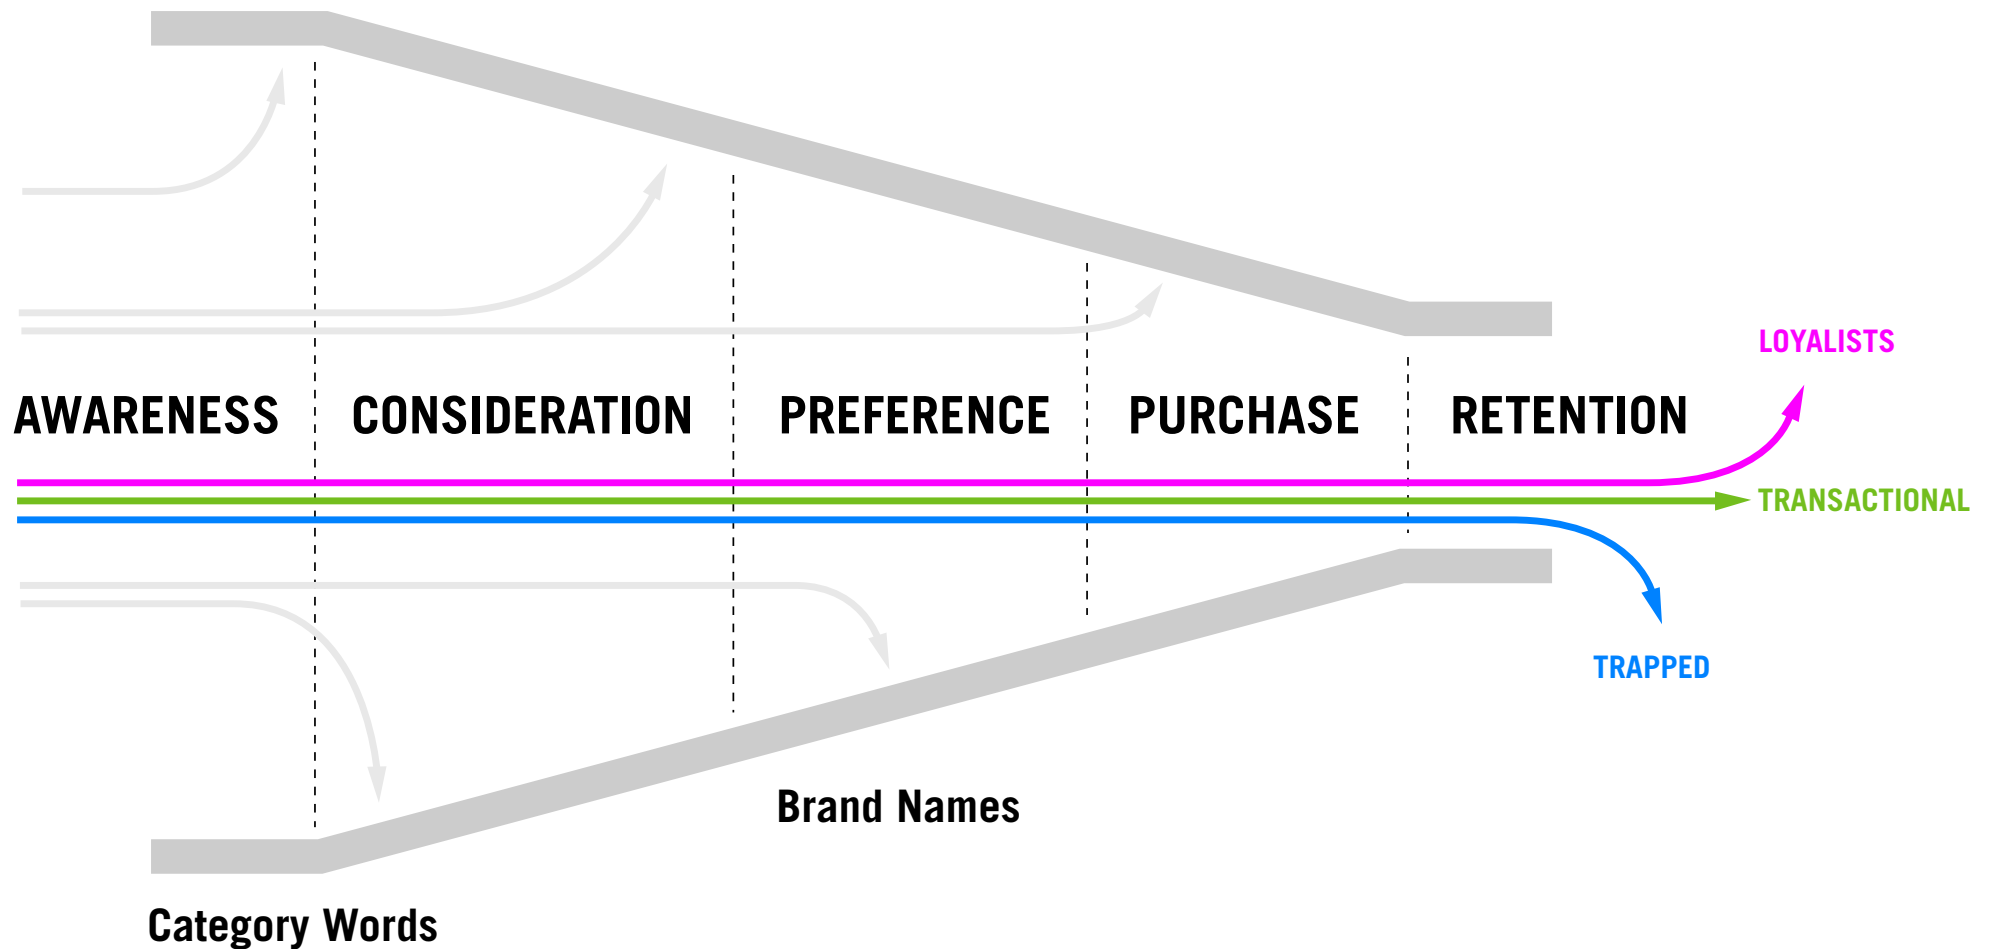 LOYALISTS
AWARENESS CONSIDERATION PREFERENCE PURCHASE RETENTION
TRANSACTIONAL
TRAPPED
Brand Names
Category Words